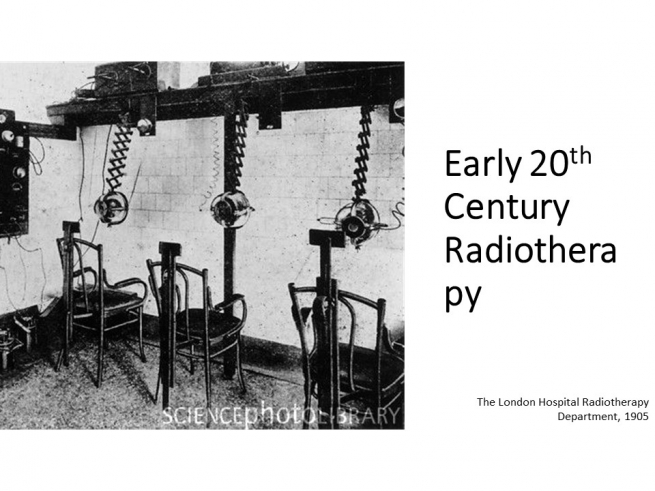 Early 20th
Century
Radiothera
py
The London Hospital Radiotherapy
Department, 1905
SCIENCEphotoLIBRARY